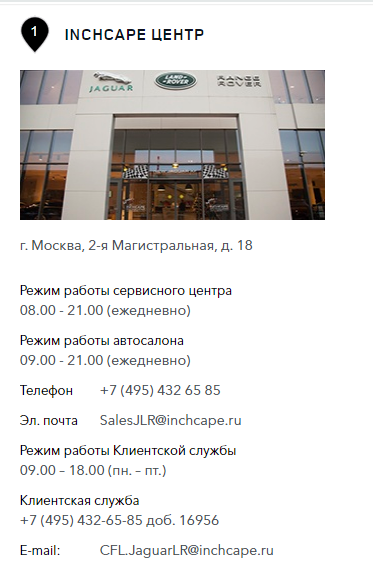 1
INCHCAPE ЦЕНТР
JAGUAR
LAND ROVER
RANGE ROVER
INCHCAPE
г. Москва, 2-я Магистральная, д. 18
Режим работы сервисного центра
08.00 - 21.00 (ежедневно)
Режим работы автосалона
09.00 - 21.00 (ежедневно)
Телефон +7 (495) 432 65 85
Эл. почта SalesJLR@inchcape.ru
Режим работы Клиентской службы
09.00 – 18.00 (пн. – пт.)
Клиентская служба
+7 (495) 432-65-85 доб. 16956
E-mail: CFL.JaguarLR@inchcape.ru